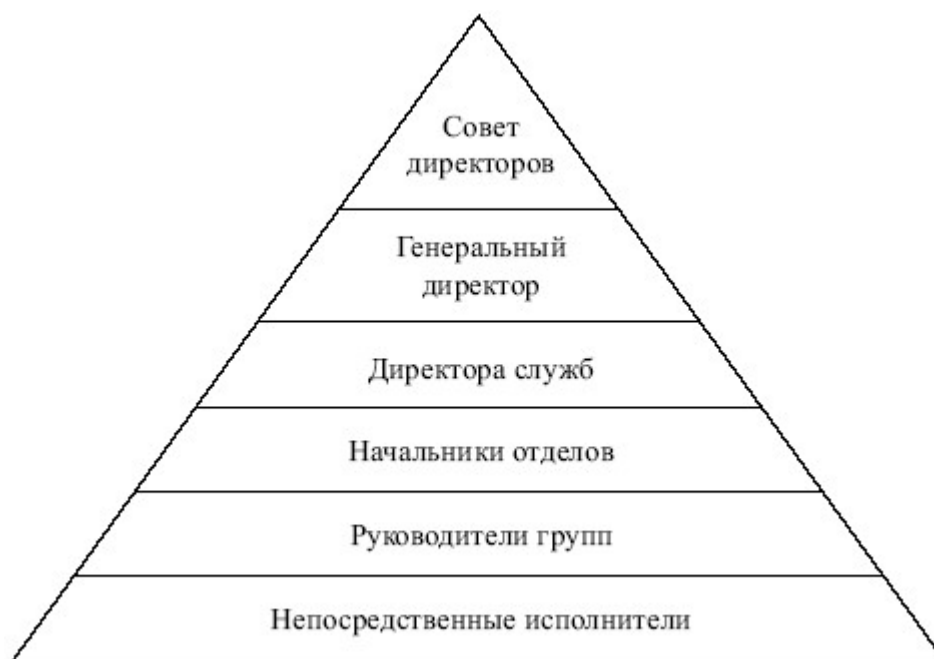 Совет
директоров
Генеральный
директор
Директора служб
Начальники отделов
Руководители групп
Непосредственные исполнители